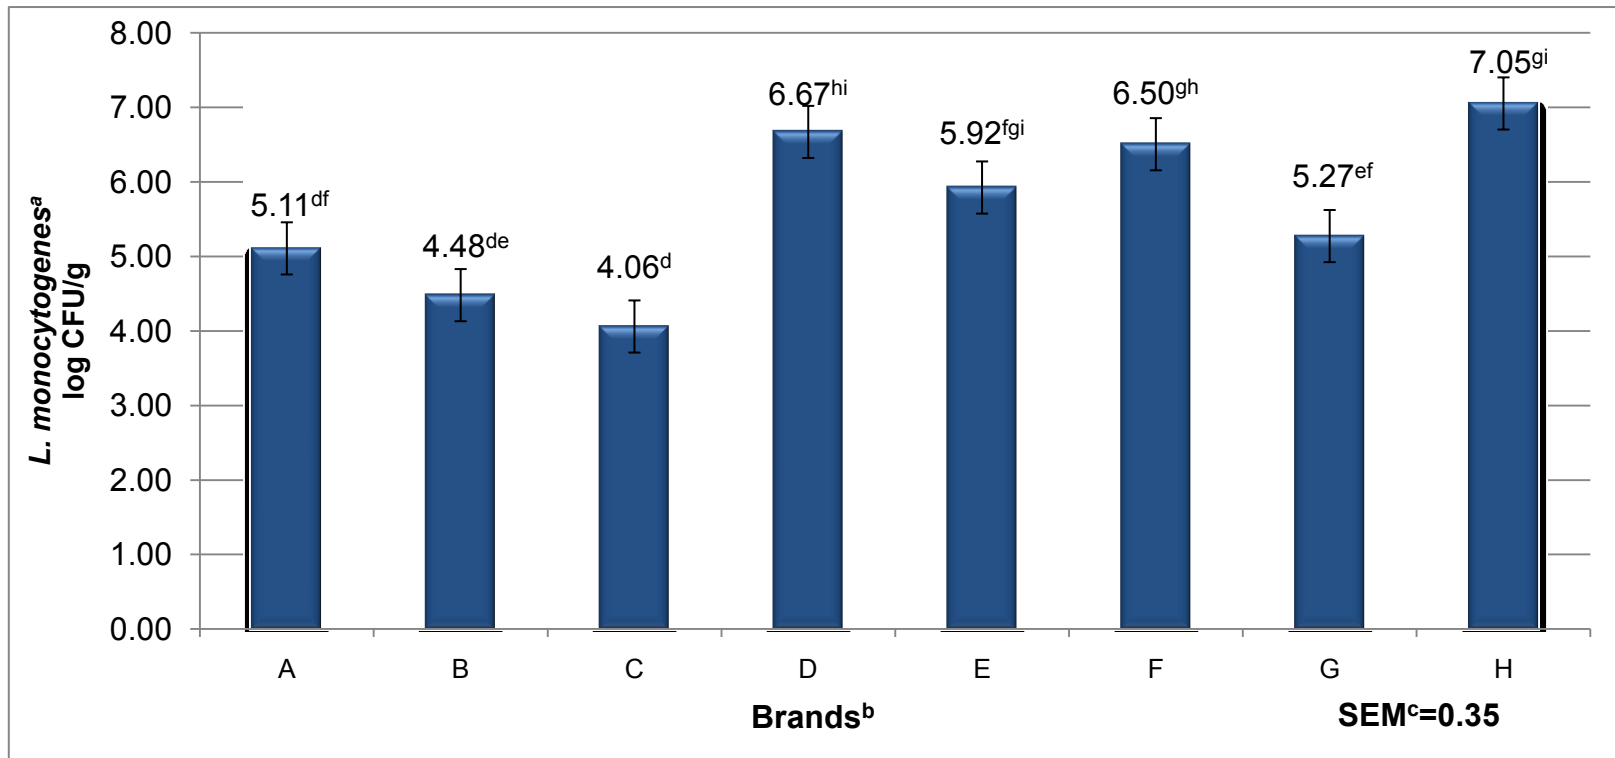 8.00
7.00
6.00
5.00
4.00
3.00
2.00
1.00
0.00
L. monocytogenesᵃ
log CFU/g
5.11ᵈᶠ
4.48ᵈᵉ
4.06ᵈ
6.67ʰⁱ
5.92ᶠᵍⁱ
6.50ᵍʰ
5.27ᵉᶠ
7.05ᵍⁱ
A B C D E F G H
Brandsᵇ
SEMᶜ=0.35